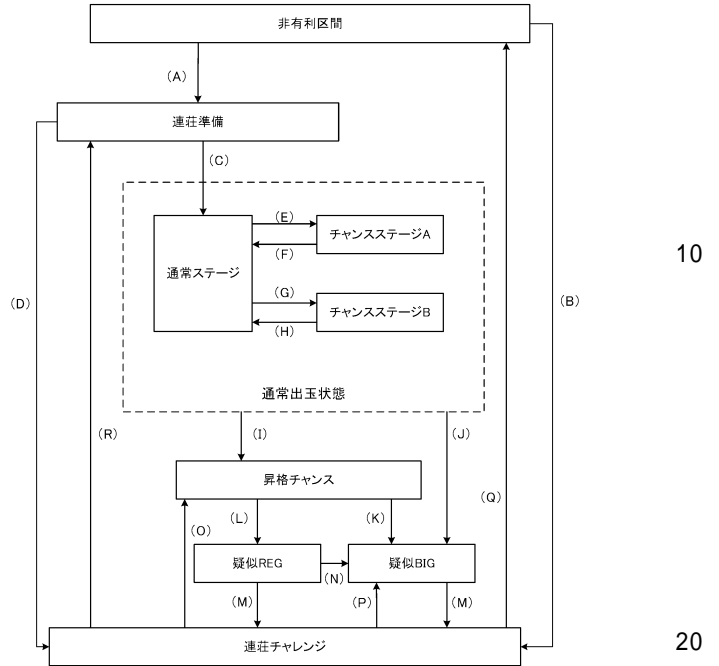 非有利区間
(A)
連荘準備
(C)
(E)
チャンスステージA
(F)
通常ステージ
10
(G)
(D)
チャンスステージB
(B)
(H)
通常出玉状態
(R)
(I)
(J)
昇格チャンス
(Q)
(L)
(K)
(O)
疑似REG
疑似BIG
(N)
(M)
(P)
(M)
連荘チャレンジ
20